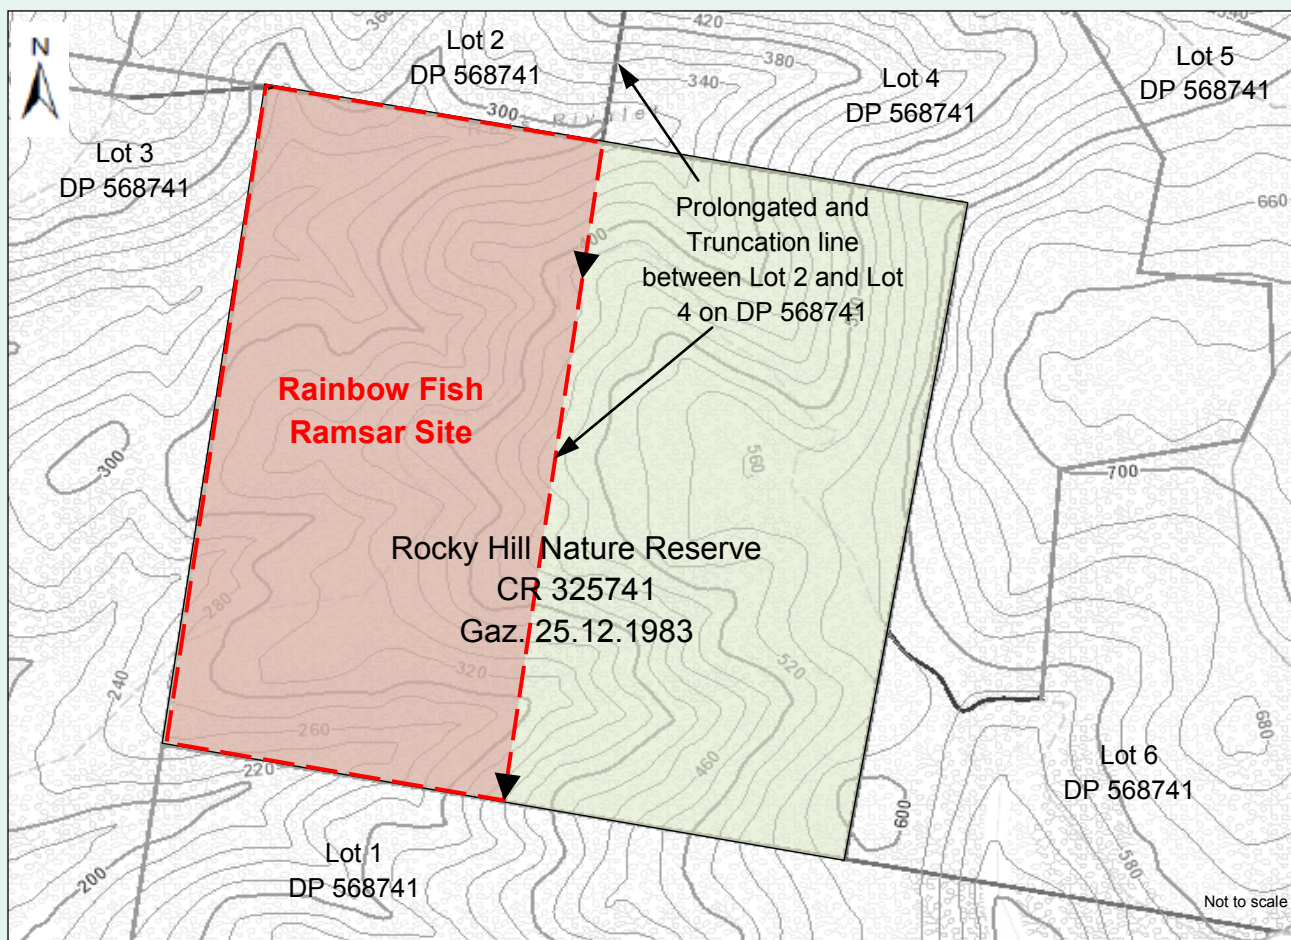 N
Lot 2
DP 568741
Lot 4
DP 568741
Lot 5
DP 568741
Lot 3
DP 568741
360
420
380
340
300
660
Prolongated and
Truncation line
between Lot 2 and Lot
4 on DP 568741
400
Rainbow Fish
Ramsar Site
300
560
700
Rocky Hill Nature Reserve
CR 325741
Gaz. 25.12.1983
280
320
520
240
260
220
460
680
600
580
Lot 6
DP 568741
Lot 1
DP 568741
200
Not to scale